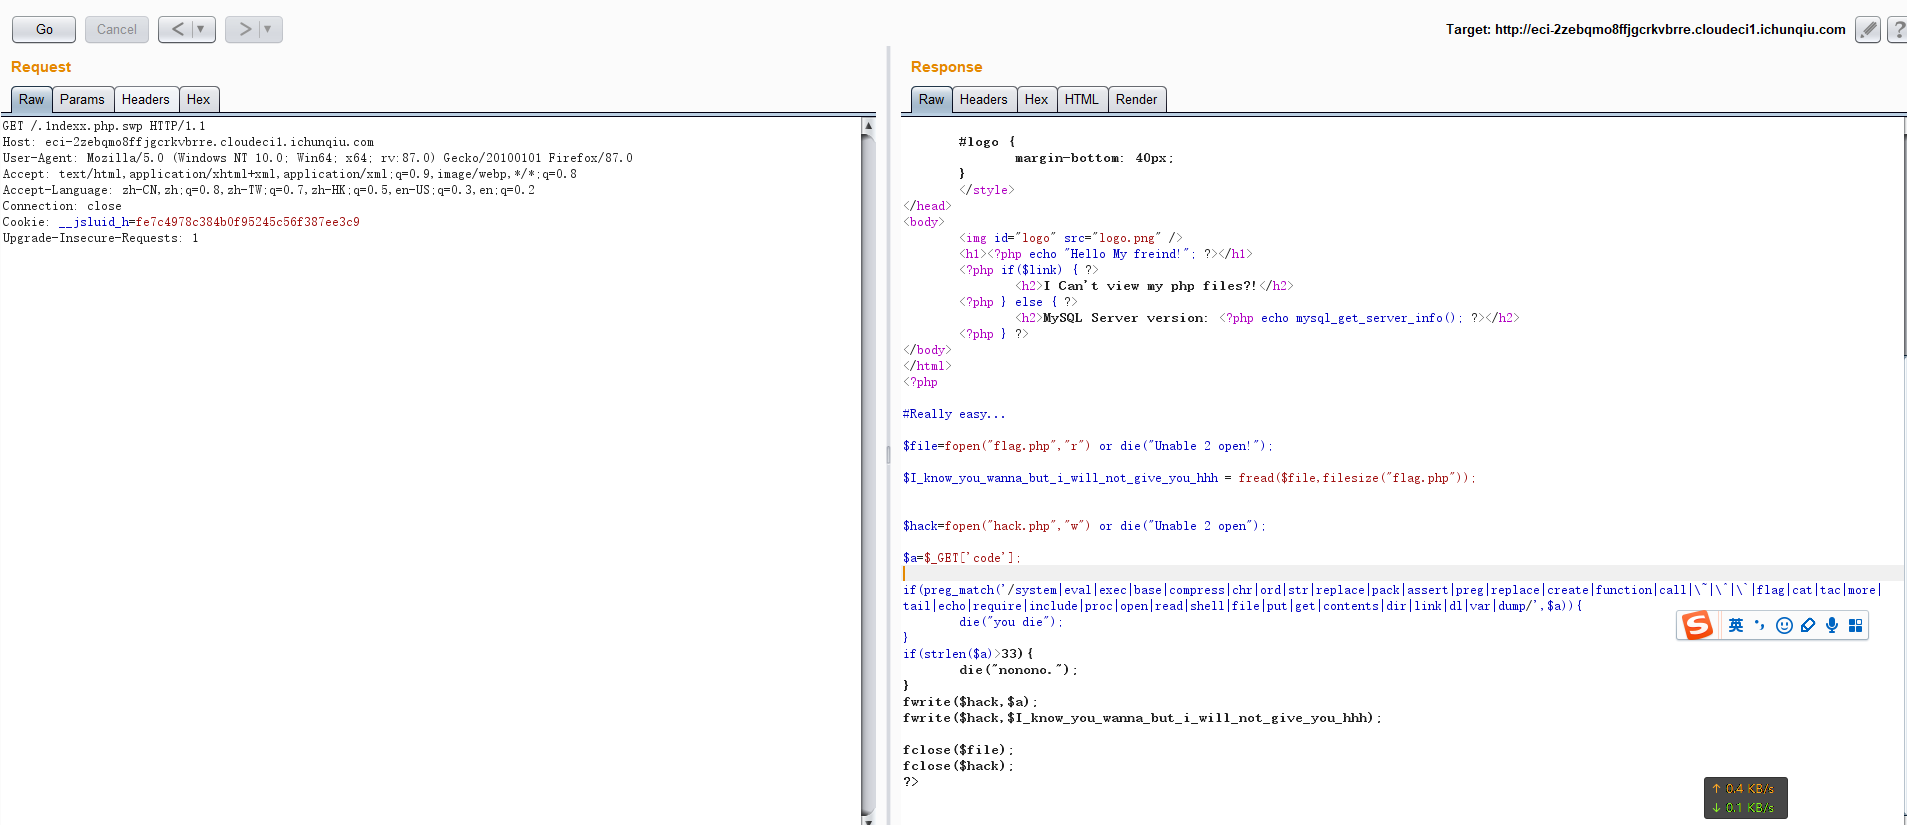 Go
Cancel
<
>
Target: http://eci-2zebqmo8ffjgcrkvbrre.cloudeci1.ichunqiu.com
?
Request
Raw
Params
Headers
Hex
GET /.1ndexx.php.swp HTTP/1.1
Host: eci-2zebqmo8ffjgcrkvbrre.cloudeci1.ichunqiu.com
User-Agent: Mozilla/5.0 (Windows NT 10.0; Win64; x64; rv:87.0) Gecko/20100101 Firefox/87.0
Accept: text/html,application/xhtml+xml,application/xml;q=0.9,image/webp,*/*;q=0.8
Accept-Language: zh-CN,zh;q=0.8,zh-TW;q=0.7,zh-HK;q=0.5,en-US;q=0.3,en;q=0.2
Connection: close
Cookie: __jsluid_h=fe7c4978c384b0f95245c56f387ee3c9
Upgrade-Insecure-Requests: 1
Response
Raw
Headers
Hex
HTML
Render
#logo {
margin-bottom: 40px;
}
</style>
</head>
<body>
<img id="logo" src="logo.png" />
<h1><?php echo "Hello My freind!"; ?></h1>
<?php if($link) { ?>
<h2>I Can't view my php files?!</h2>
<?php } else { ?>
<h2>MySQL Server version: <?php echo mysql_get_server_info(); ?></h2>
<?php } ?>
</body>
</html>
<?php
#Really easy...
$file=fopen("flag.php","r") or die("Unable 2 open!");
$I_know_you_wanna_but_i_will_not_give_you_hhh = fread($file,filesize("flag.php"));
$hack=fopen("hack.php","w") or die("Unable 2 open");
$a=$_GET['code'];
if(preg_match('/system|eval|exec|base|compress|chr|ord|str|replace|pack|assert|preg|replace|create|function|call|\~|\^|\`|flag|cat|tac|more|
tail|echo|require|include|proc|open|read|shell|file|put|get|contents|dir|link|dl|var|dump/',$a)){
die("you die");
}
if(strlen($a)>33){
die("nonono.");
}
fwrite($hack,$a);
fwrite($hack,$I_know_you_wanna_but_i_will_not_give_you_hhh);
fclose($file);
fclose($hack);
?>
S 英
↑ 0.4 KB/s
↓ 0.1 KB/s